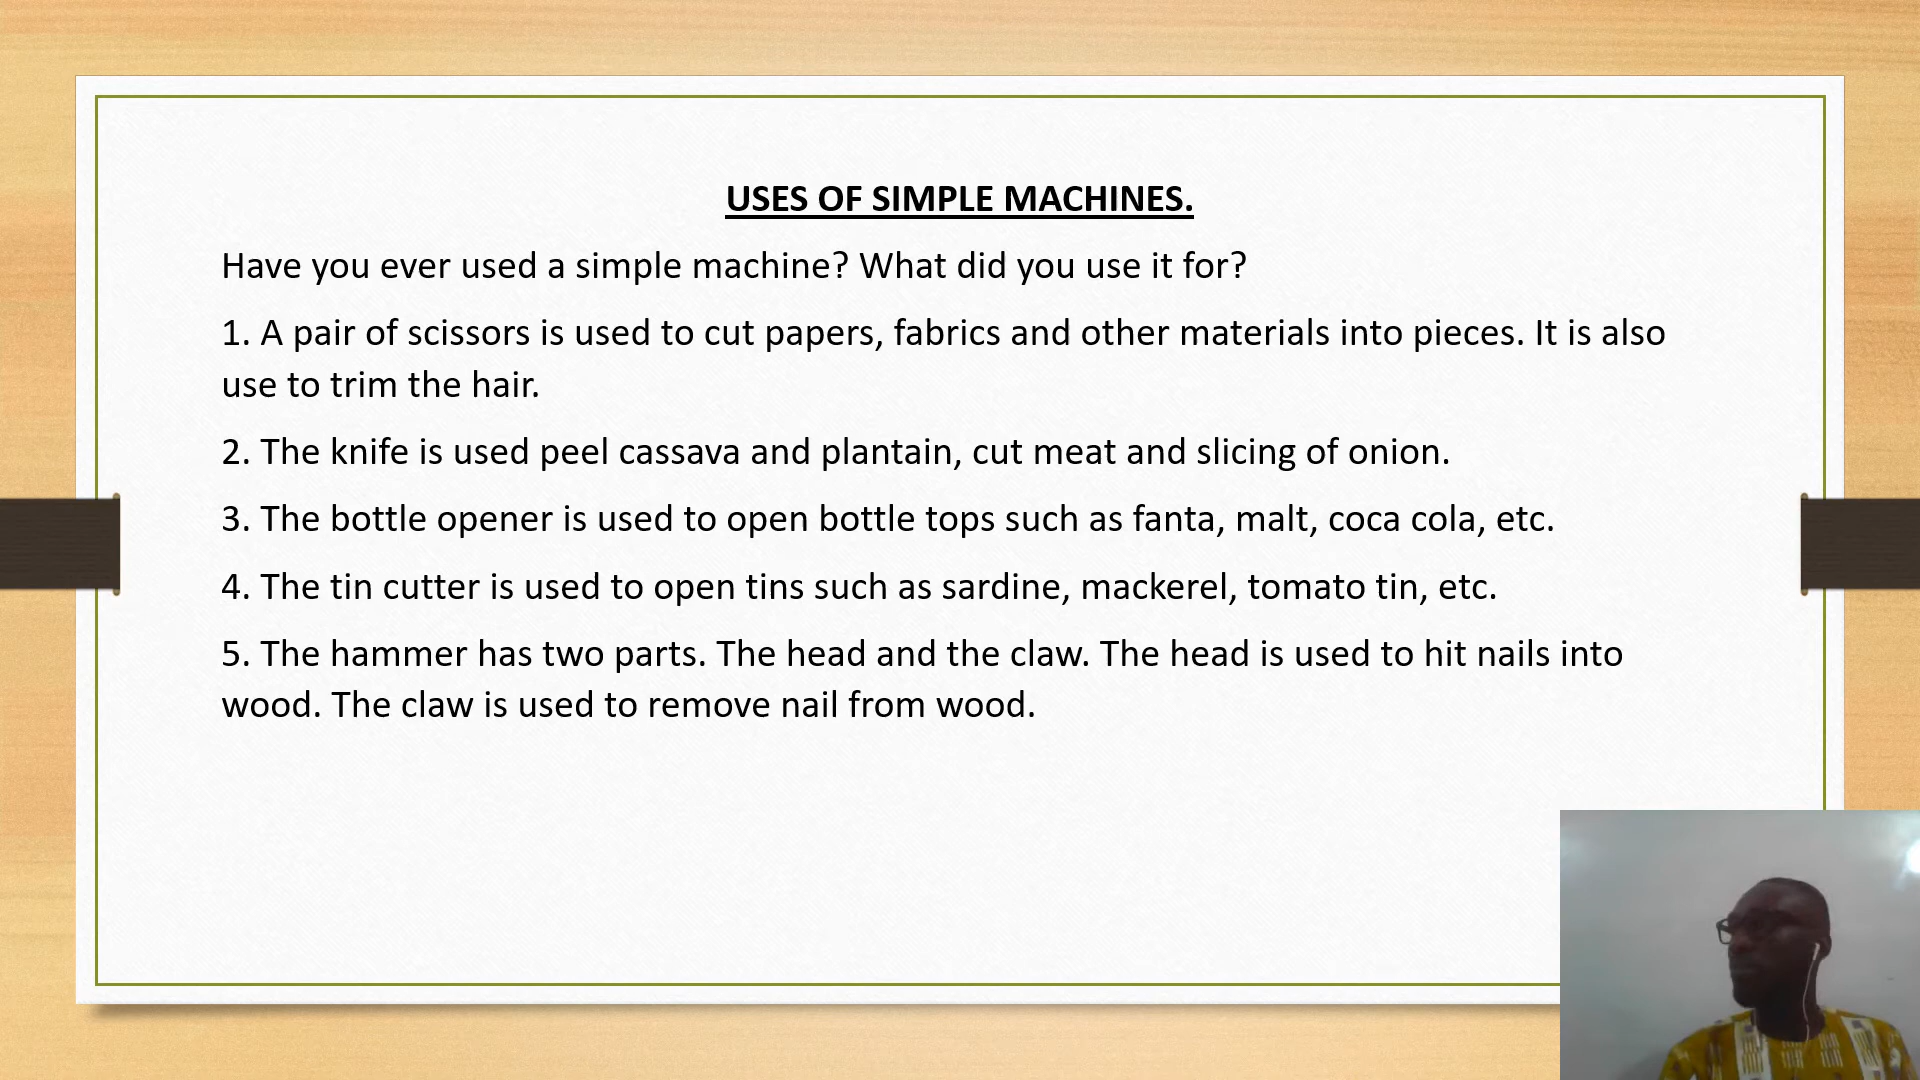 USES OF SIMPLE MACHINES.
Have you ever used a simple machine? What did you use it for?
1. A pair of scissors is used to cut papers, fabrics and other materials into pieces. It is also
use to trim the hair.
2. The knife is used peel cassava and plantain, cut meat and slicing of onion.
3. The bottle opener is used to open bottle tops such as fanta, malt, coca cola, etc.
4. The tin cutter is used to open tins such as sardine, mackerel, tomato tin, etc.
5. The hammer has two parts. The head and the claw. The head is used to hit nails into
wood. The claw is used to remove nail from wood.